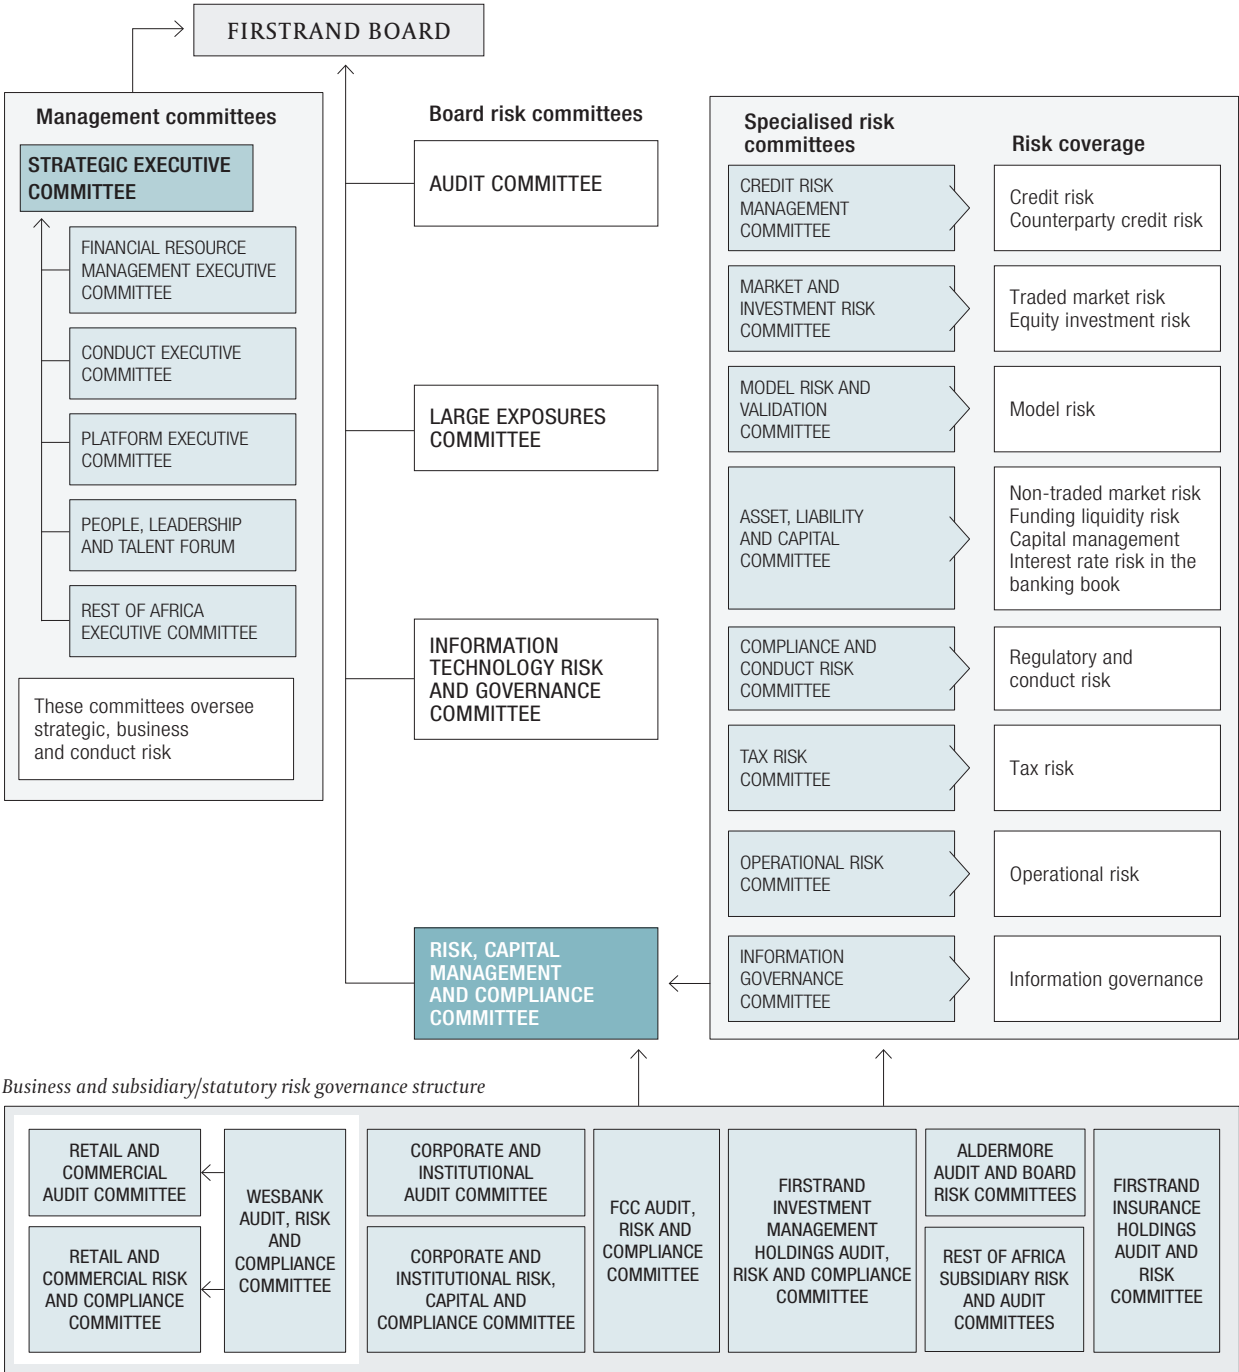 FIRSTRAND BOARD
Management committees
STRATEGIC EXECUTIVE
COMMITTEE
FINANCIAL RESOURCE
MANAGEMENT EXECUTIVE
COMMITTEE
CONDUCT EXECUTIVE
COMMITTEE
PLATFORM EXECUTIVE
COMMITTEE
PEOPLE, LEADERSHIP
AND TALENT FORUM
REST OF AFRICA
EXECUTIVE COMMITTEE
These committees oversee
strategic, business
and conduct risk
Board risk committees
AUDIT COMMITTEE
LARGE EXPOSURES
COMMITTEE
INFORMATION
TECHNOLOGY RISK
AND GOVERNANCE
COMMITTEE
RISK, CAPITAL
MANAGEMENT
AND COMPLIANCE
COMMITTEE
Specialised risk
committees
Risk coverage
CREDIT RISK
MANAGEMENT
COMMITTEE
Credit risk
Counterparty credit risk
MARKET AND
INVESTMENT RISK
COMMITTEE
Traded market risk
Equity investment risk
MODEL RISK AND
VALIDATION
COMMITTEE
Model risk
ASSET, LIABILITY
AND CAPITAL
COMMITTEE
Non-traded market risk
Funding liquidity risk
Capital management
Interest rate risk in the
banking book
COMPLIANCE AND
CONDUCT RISK
COMMITTEE
Regulatory and
conduct risk
TAX RISK
COMMITTEE
Tax risk
OPERATIONAL RISK
COMMITTEE
Operational risk
INFORMATION
GOVERNANCE
COMMITTEE
Information governance
Business and subsidiary/statutory risk governance structure
RETAIL AND
COMMERCIAL
AUDIT COMMITTEE
RETAIL AND
COMMERCIAL RISK
AND COMPLIANCE
COMMITTEE
WESBANK
AUDIT, RISK
AND
COMPLIANCE
COMMITTEE
CORPORATE AND
INSTITUTIONAL
AUDIT COMMITTEE
CORPORATE AND
INSTITUTIONAL RISK,
CAPITAL AND
COMPLIANCE COMMITTEE
FCC AUDIT,
RISK AND
COMPLIANCE
COMMITTEE
FIRSTRAND
INVESTMENT
MANAGEMENT
HOLDINGS AUDIT,
RISK AND COMPLIANCE
COMMITTEE
ALDERMORE
AUDIT AND BOARD
RISK COMMITTEES
REST OF AFRICA
SUBSIDIARY RISK
AND AUDIT
COMMITTEES
FIRSTRAND
INSURANCE
HOLDINGS
AUDIT AND
RISK
COMMITTEE